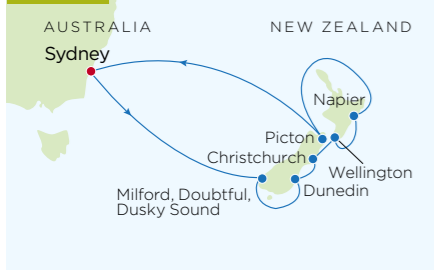 AUSTRALIA
NEW ZEALAND
Sydney
Napier
Picton
Christchurch
Wellington
Milford, Doubtful,
Dusky Sound
Dunedin